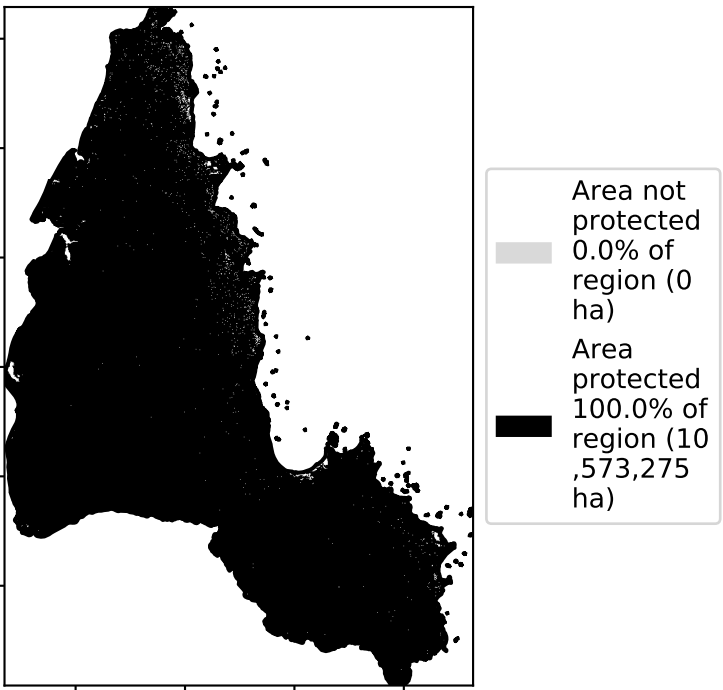 Area not
protected
0.0% of
region (0
ha)
Area
protected
100.0% of
region (10
,573,275
ha)